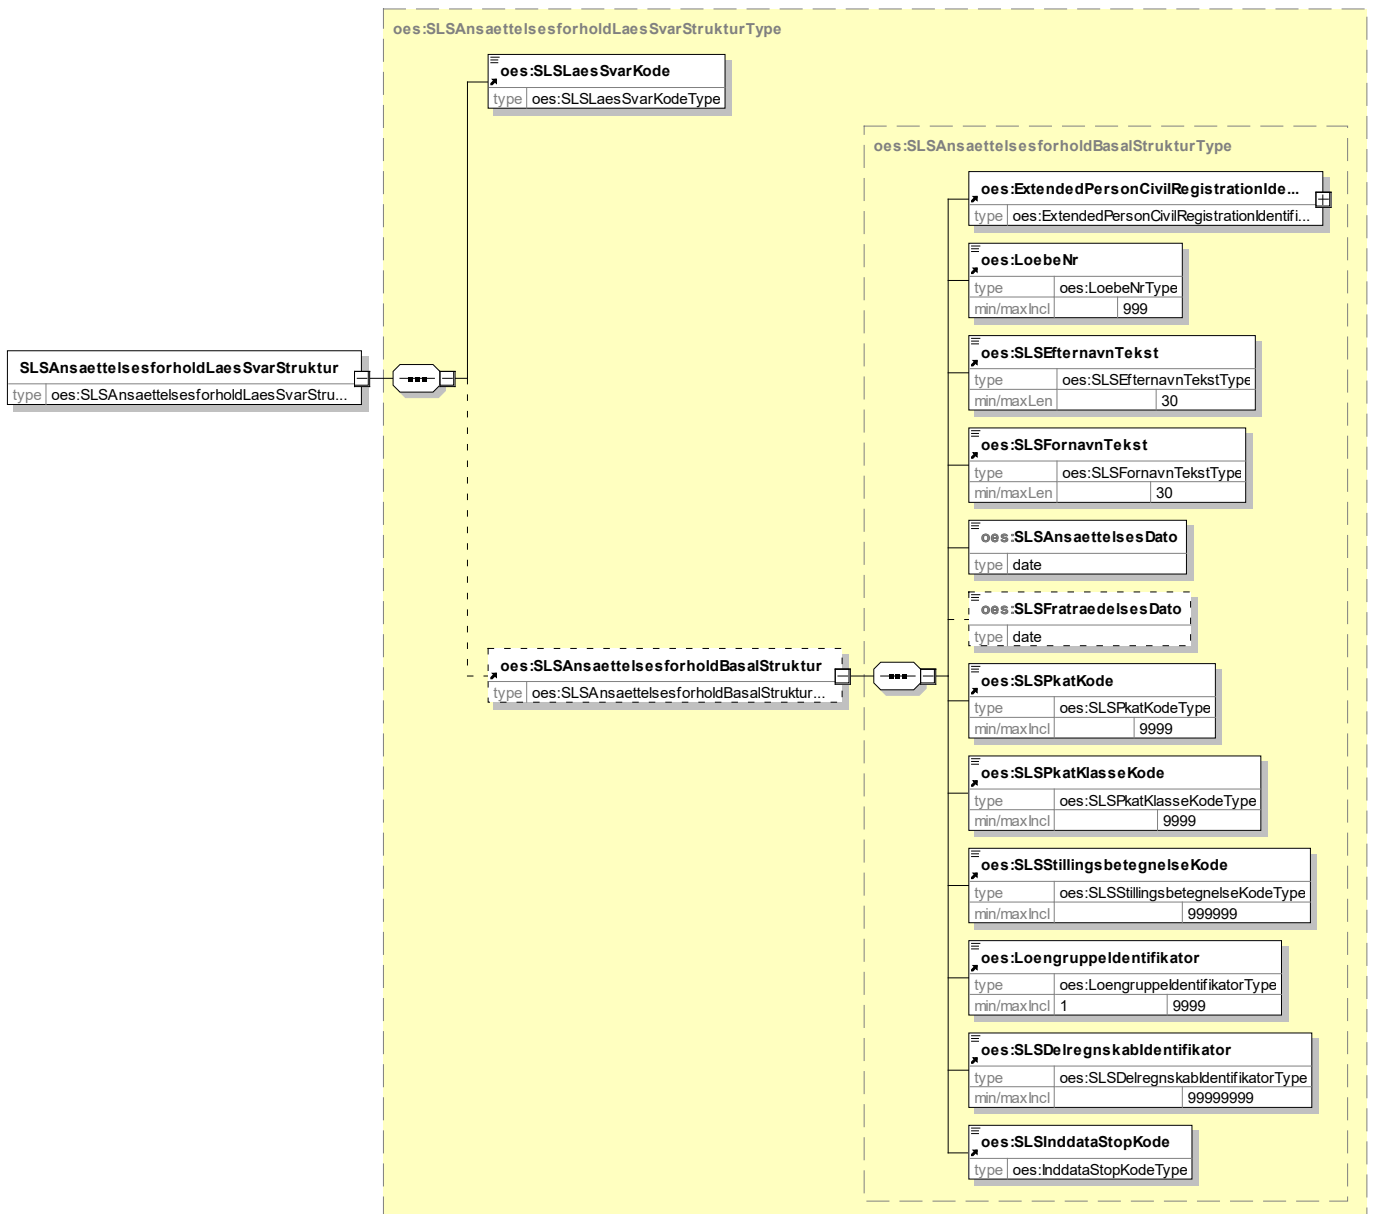 oes:SLSAnsaettelsesforholdLaesSvarStrukturType
oes:SLSLaesSvarKode
type oes:SLSLaesSvarKodeType
oes:SLSAnsaettelsesforholdBasalStrukturType
oes:ExtendedPersonCivilRegistrationIde...
type oes:ExtendedPersonCivilRegistrationIdentifi...
oes:LoebeNr
type oes:LoebeNrType
min/maxIncl 999
SLSAnsaettelsesforholdLaesSvarStruktur
type oes:SLSAnsaettelsesforholdLaesSvarStru...
oes:SLSEfternavnTekst
type oes:SLSEfternavnTekstType
min/maxLen 30
oes:SLSFornavnTekst
type oes:SLSFornavnTekstType
min/maxLen 30
oes:SLSAnsaettelsesDato
type date
oes:SLSFratraedelsesDato
type date
oes:SLSAnsaettelsesforholdBasalStruktur
type oes:SLSAnsaettelsesforholdBasalStruktur...
oes:SLSPkatKode
type oes:SLSPkatKodeType
min/maxIncl 9999
oes:SLSPkatKlasseKode
type oes:SLSPkatKlasseKodeType
min/maxIncl 9999
oes:SLSStillingsbetegnelseKode
type oes:SLSStillingsbetegnelseKodeType
min/maxIncl 999999
oes:LoengruppeIdentifikator
type oes:LoengruppeIdentifikatorType
min/maxIncl 1 9999
oes:SLSDelregnskabIdentifikator
type oes:SLSDelregnskabIdentifikatorType
min/maxIncl 99999999
oes:SLSInddataStopKode
type oes:InddataStopKodeType